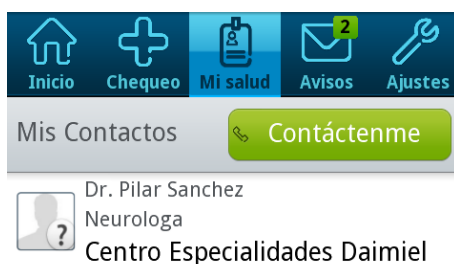 2
Inicio Chequeo Mi salud Avisos Ajustes
Mis Contactos Contáctenme
Dr. Pilar Sanchez
Neurologa
?
Centro Especialidades Daimiel